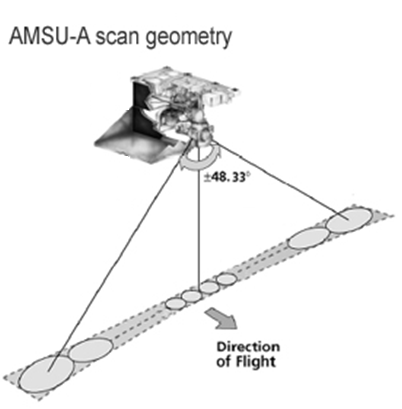 AMSU-A scan geometry
±48.33°
Direction
of Flight